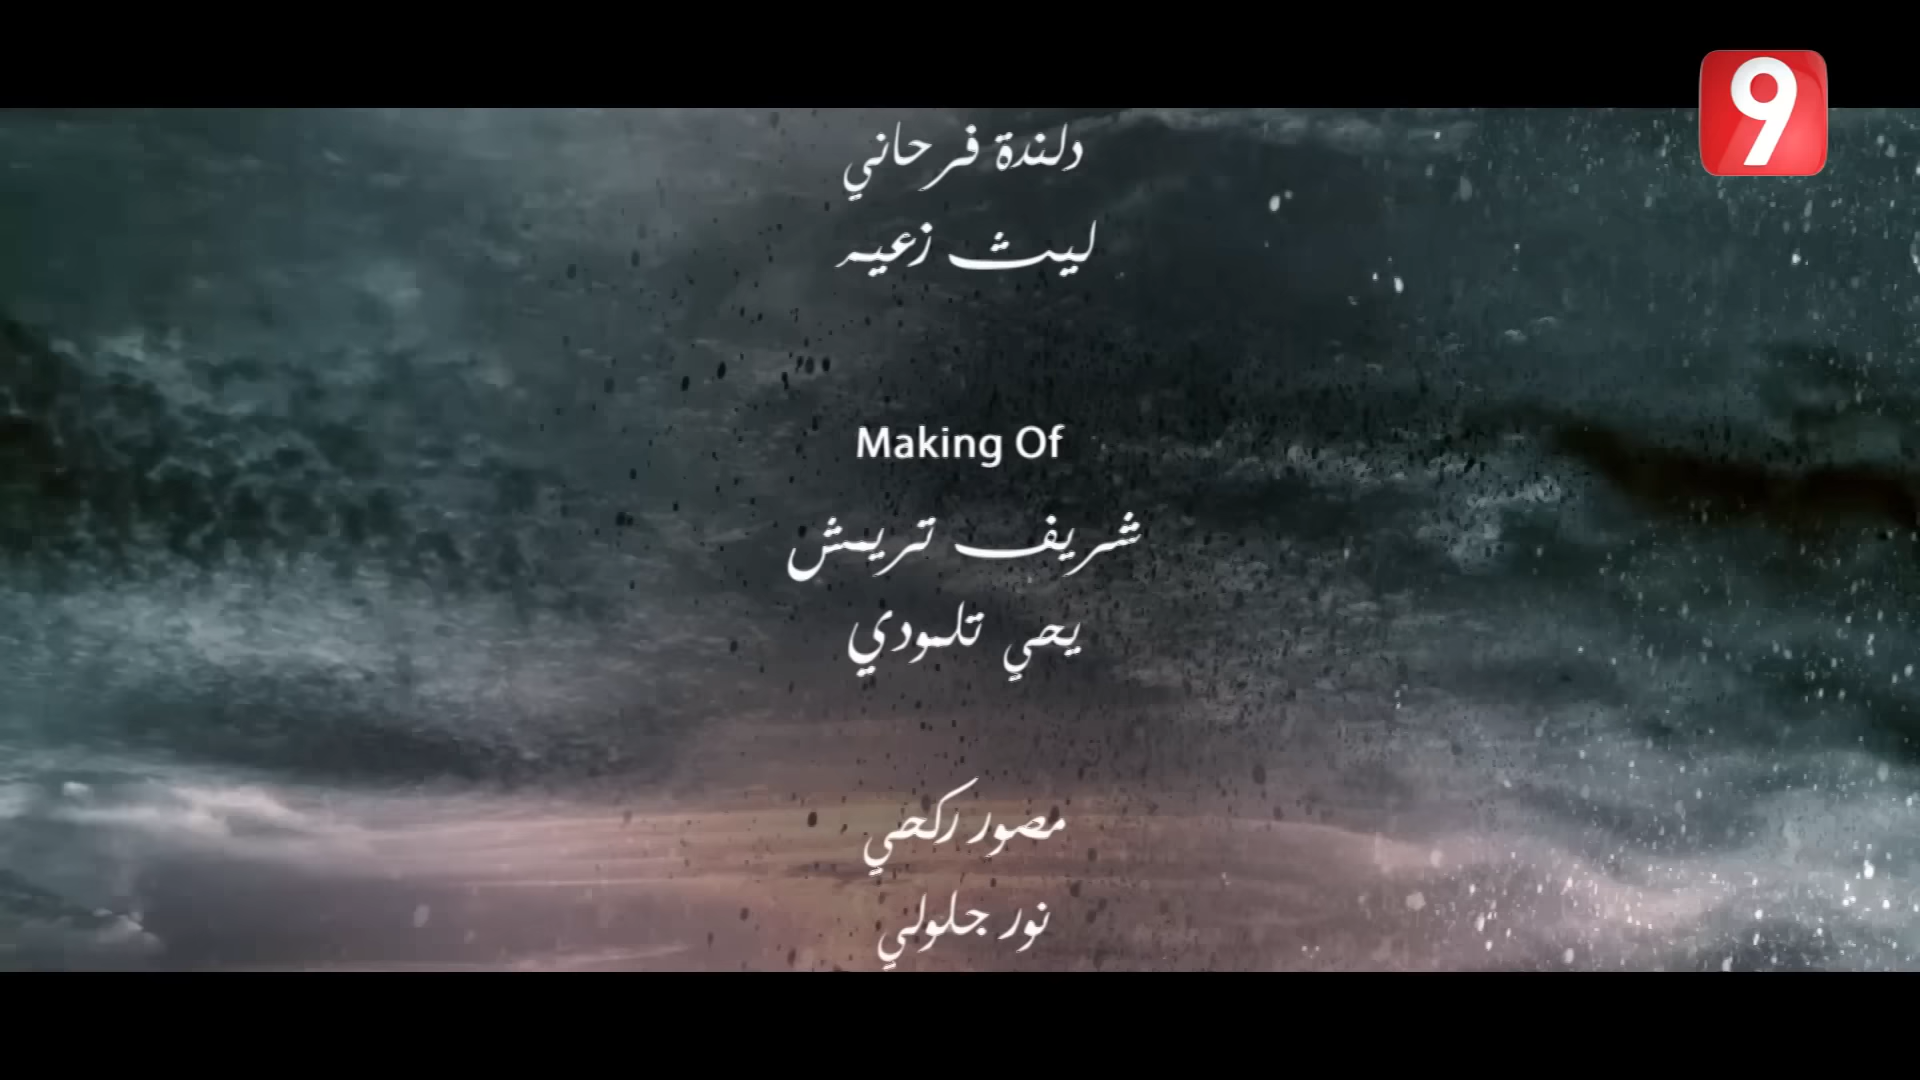 9
دلندة فرحاني
ليث زعيم
Making Of
شريف تريش
يحي تلمودي
مصور ركحي
نور جلولي